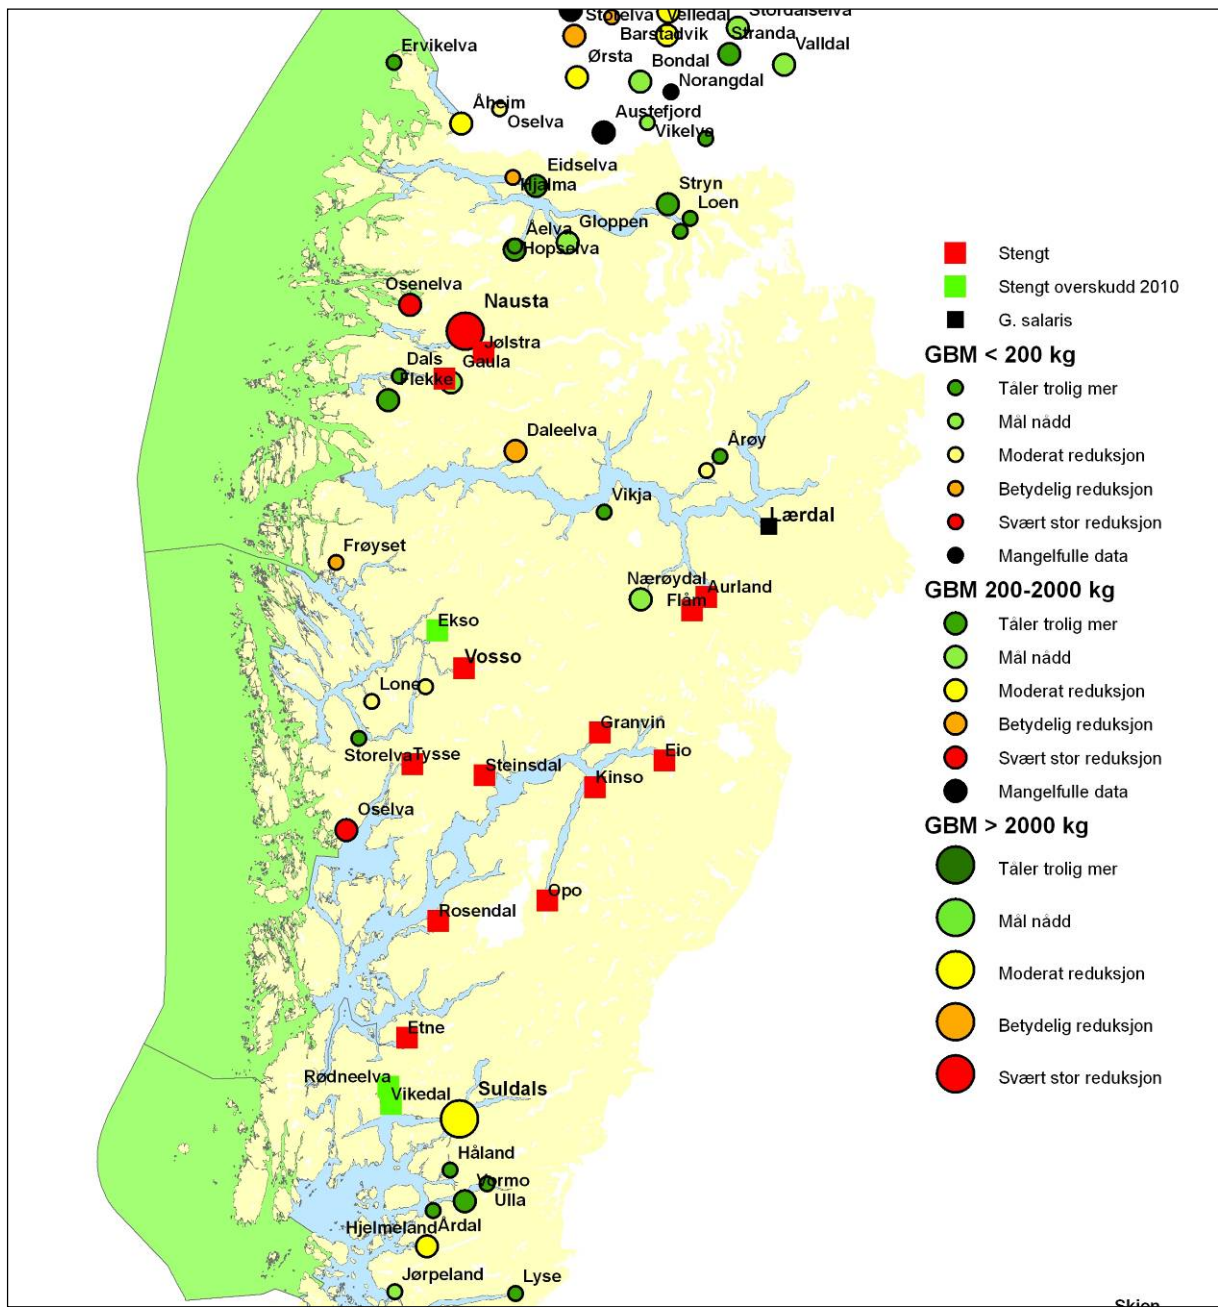 Storelva
Velledal
Stordalselva
Ervikelva
Barstadvik
Stranda
Valldal
Ørsta
Bondal
Norangdal
Åheim
Oselva
Austefjord
Vikelva
Eidselva
Hjalma
Stryn
Loen
Åelva
Gloppen
Hopselva
Osenelva
Nausta
Jølstra
Dals
Gaula
Flekke
Daleelva
Årøy
Vikja
Lærdal
Frøyset
Nærøydal
Aurland
Flåm
Ekso
Vosso
Lone
Granvin
Storelva
Tysse
Steinsdal
Eio
Kinso
Oselva
Opo
Rosendal
Etne
Rødneelva
Vikedal
Suldals
Håland
Vormo
Ulla
Hjelmeland
Årdal
Jørpeland
Lyse
Stengt
Stengt overskudd 2010
G. salaris
GBM < 200 kg
Tåler trolig mer
Mål nådd
Moderat reduksjon
Betydelig reduksjon
Svært stor reduksjon
Mangelfulle data
GBM 200-2000 kg
Tåler trolig mer
Mål nådd
Moderat reduksjon
Betydelig reduksjon
Svært stor reduksjon
Mangelfulle data
GBM > 2000 kg
Tåler trolig mer
Mål nådd
Moderat reduksjon
Betydelig reduksjon
Svært stor reduksjon